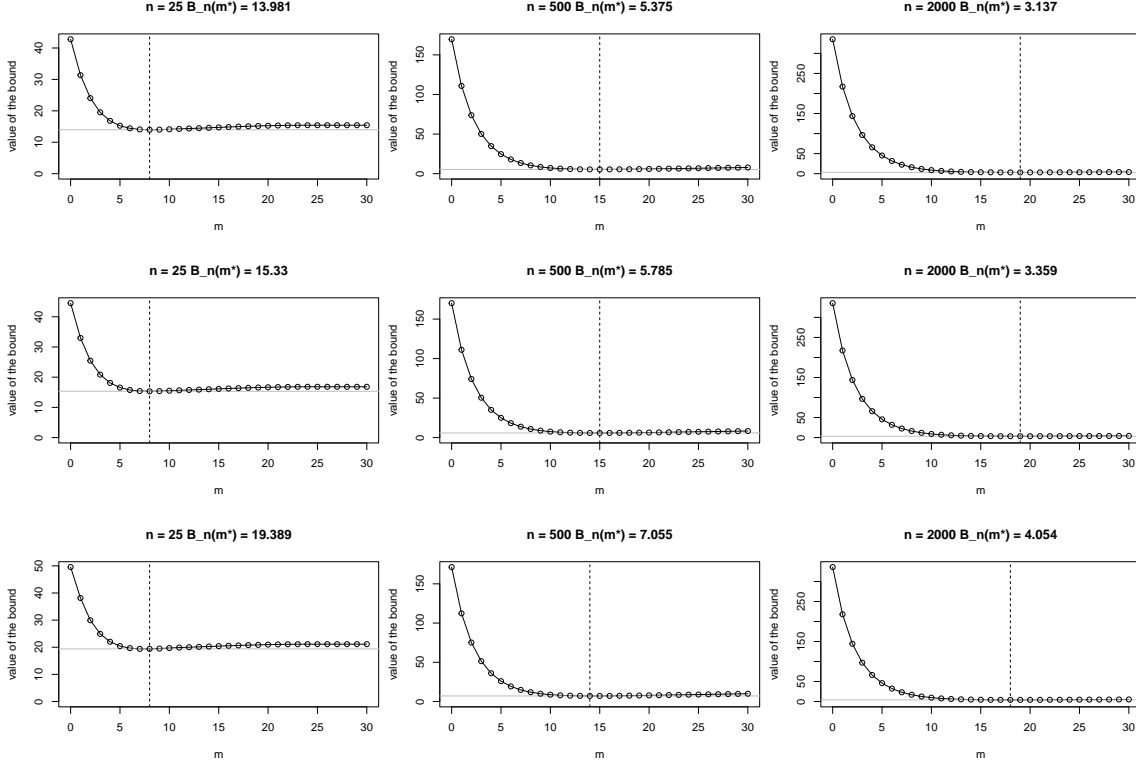 n = 25 B_n(m*) = 13.981
value of the bound
0 10 20 30 40
0 5 10 15 20 25 30
m
n = 500 B_n(m*) = 5.375
value of the bound
0 50 100 150
0 5 10 15 20 25 30
m
n = 2000 B_n(m*) = 3.137
value of the bound
0 50 150 250
0 5 10 15 20 25 30
m
n = 25 B_n(m*) = 15.33
value of the bound
0 10 20 30 40
0 5 10 15 20 25 30
m
n = 500 B_n(m*) = 5.785
value of the bound
0 50 100 150
0 5 10 15 20 25 30
m
n = 2000 B_n(m*) = 3.359
value of the bound
0 50 150 250
0 5 10 15 20 25 30
m
n = 25 B_n(m*) = 19.389
value of the bound
0 10 20 30 40 50
0 5 10 15 20 25 30
m
n = 500 B_n(m*) = 7.055
value of the bound
0 50 100 150
0 5 10 15 20 25 30
m
n = 2000 B_n(m*) = 4.054
value of the bound
0 50 150 250
0 5 10 15 20 25 30
m